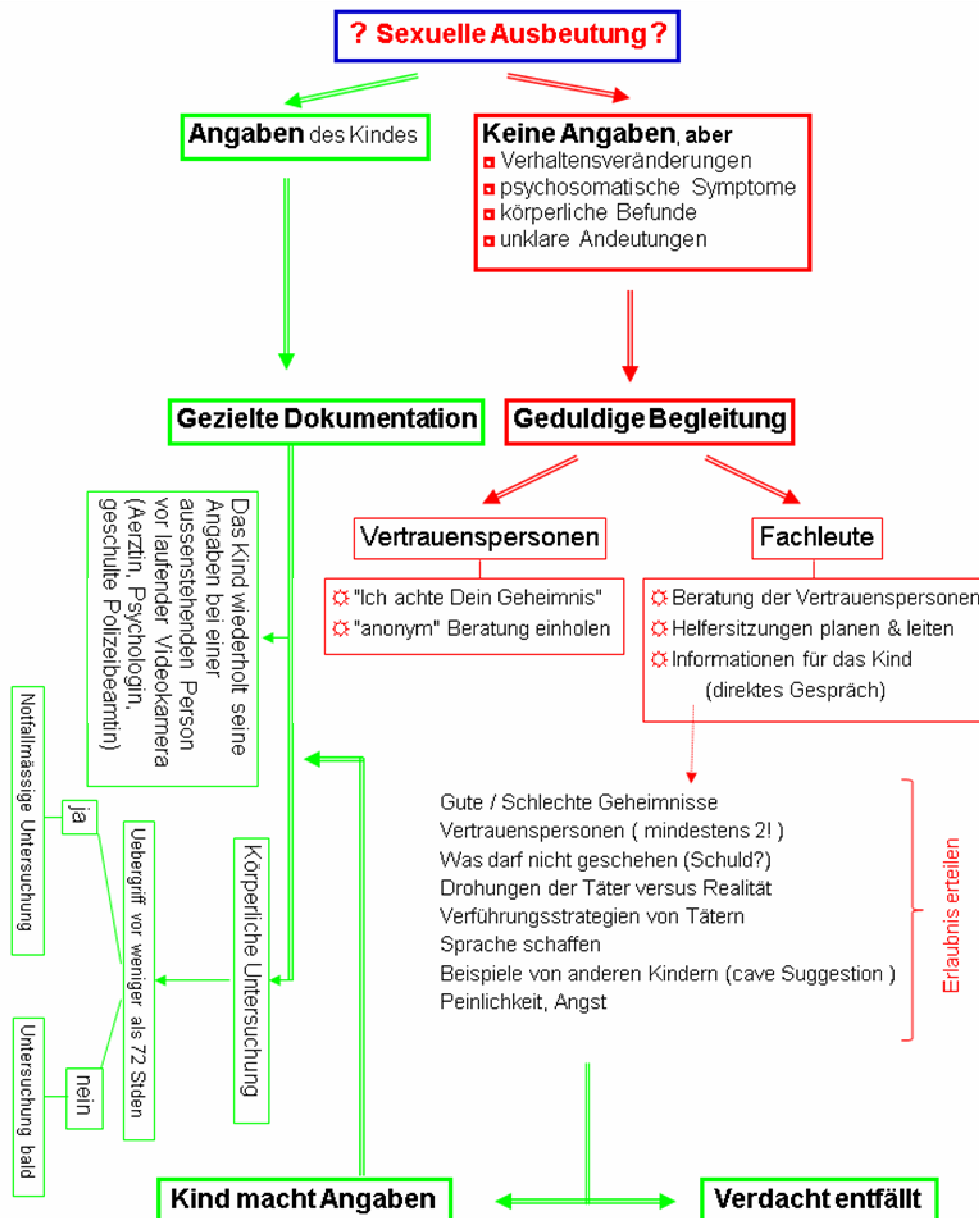 ? Sexuelle Ausbeutung ?
Angaben des Kindes
Keine Angaben, aber
Verhaltensveränderungen
psychosomatische Symptome
körperliche Befunde
unklare Andeutungen
Gezielte Dokumentation
Geduldige Begleitung
Das Kind wiederholt seine
Angaben bei einer
aussenstehenden Person
vor laufender Videokamera
(Aerztin, Psychologin,
geschulte Polizeibeamtin)
Vertrauenspersonen
"Ich achte Dein Geheimnis"
"anonym" Beratung einholen
Fachleute
Beratung der Vertrauenspersonen
Helfersitzungen planen & leiten
Informationen für das Kind
(direktes Gespräch)
Gute / Schlechte Geheimnisse
Vertrauenspersonen ( mindestens 2! )
Was darf nicht geschehen (Schuld?)
Drohungen der Täter versus Realität
Verführungsstrategien von Tätern
Sprache schaffen
Beispiele von anderen Kindern (cave Suggestion )
Peinlichkeit, Angst
Erlaubnis erteilen
Körperliche Untersuchung
Uebergriff vor weniger als 72 Stden
ja
Notfallmässige Untersuchung
nein
Untersuchung bald
Kind macht Angaben
Verdacht entfällt